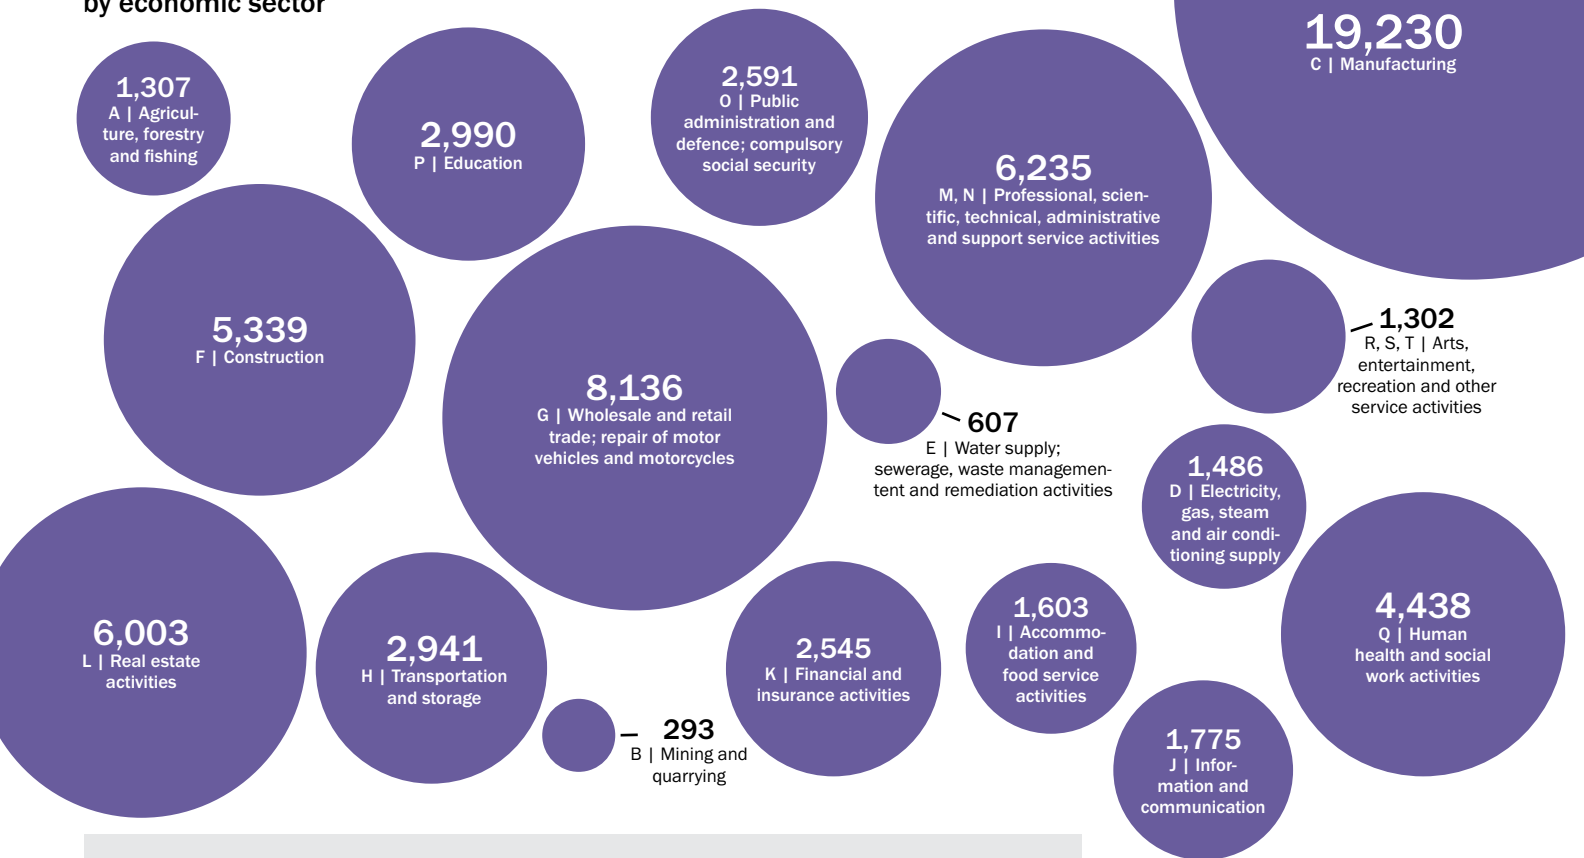 by economic sector
19,230
C | Manufacturing
1,307
A | Agricul-
ture, forestry
and fishing
2,990
P | Education
2,591
O | Public
administration and
defence; compulsory
social security
6,235
M, N | Professional, scien-
tific, technical, administrative
and support service activities
5,339
F | Construction
8,136
G | Wholesale and retail
trade; repair of motor
vehicles and motorcycles
1,302
R, S, T | Arts,
entertainment,
recreation and other
service activities
607
E | Water supply;
sewerage, waste managemen-
tent and remediation activities
1,486
D | Electricity,
gas, steam
and air condi-
tioning supply
6,003
L | Real estate
activities
2,941
H | Transportation
and storage
293
B | Mining and
quarrying
2,545
K | Financial and
insurance activities
1,603
I | Accommo-
dation and
food service
activities
4,438
Q | Human
health and social
work activities
1,775
J | Infor-
mation and
communication